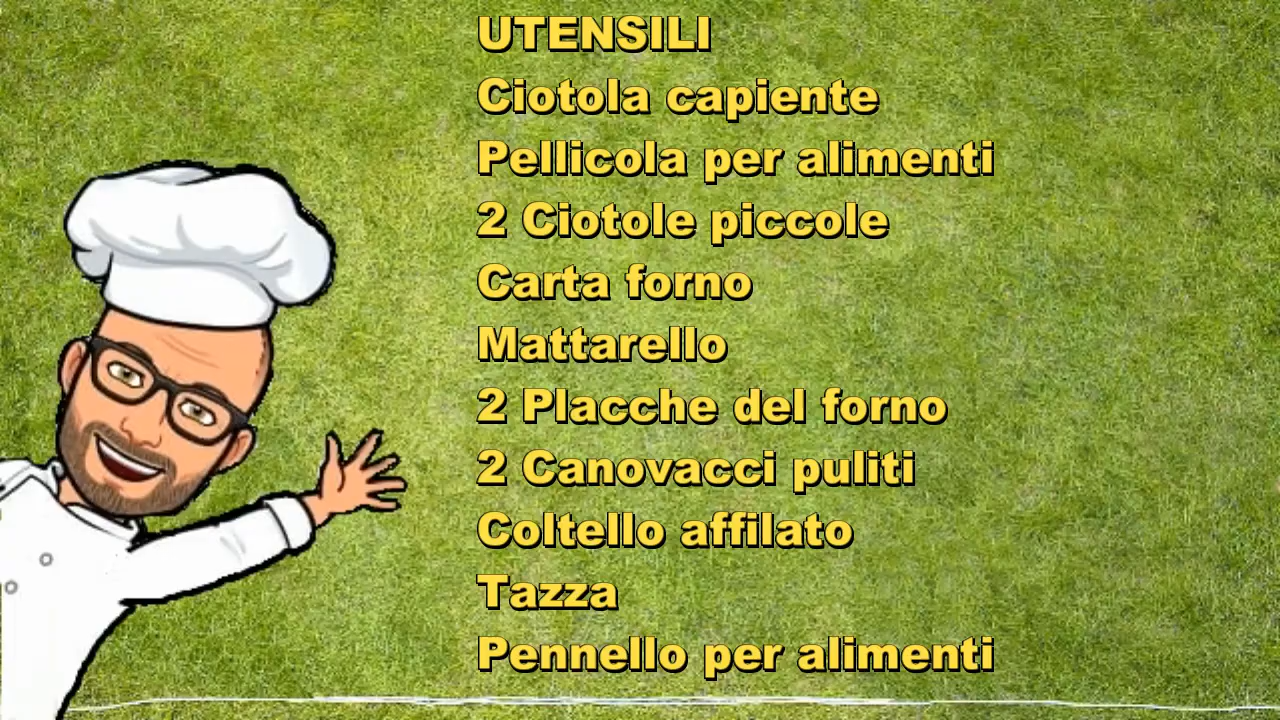 UTENSILI
Ciotola capiente
Pellicola per alimenti
2 Ciotole piccole
Carta forno
Mattarello
2 Placche del forno
2 Canovacci puliti
Coltello affilato
Tazza
Pennello per alimenti